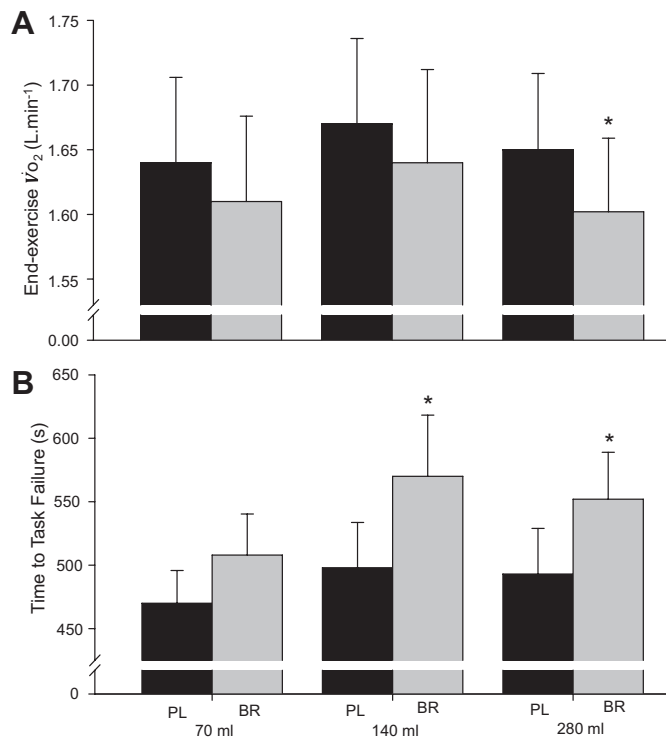 A
End-exercise V̇o₂ (L.min⁻¹)
1.75
1.70
1.65
1.60
1.55
0.00
*
B
Time to Task Failure (s)
650
600
550
500
450
0
*
*
PL BR PL BR PL BR
70 ml 140 ml 280 ml